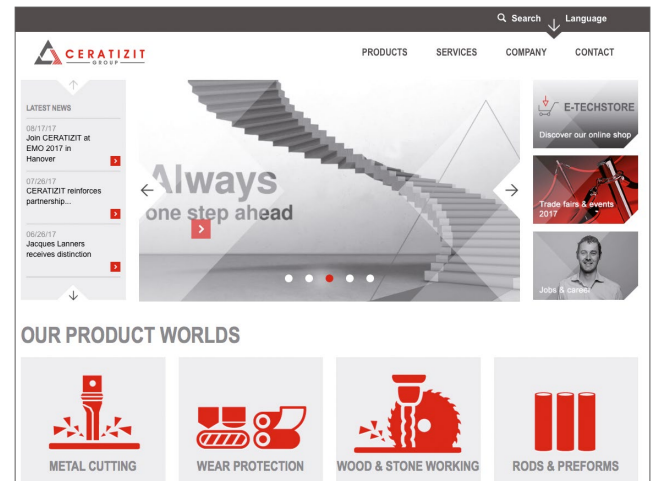 Search
Language
CERATIZIT
GROUP
PRODUCTS
SERVICES
COMPANY
CONTACT
LATEST NEWS
08/17/17
Join CERATIZIT at
EMO 2017 in
Hanover
07/26/17
CERATIZIT reinforces
partnership...
06/26/17
Jacques Lanners
receives distinction
Always
one step ahead
E-TECHSTORE
Discover our online shop
Trade fairs & events
2017
Jobs & career
OUR PRODUCT WORLDS
METAL CUTTING
WEAR PROTECTION
WOOD & STONE WORKING
RODS & PREFORMS